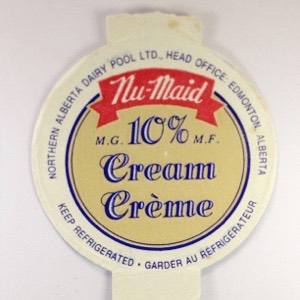 NORTHERN ALBERTA DAIRY POOL LTD., HEAD OFFICE: EDMONTON, ALBERTA
Nu-Maid
M.G. 10% M.F.
Cream
Crème
KEEP REFRIGERATED • GARDER AU RÉFRIGÉRATEUR